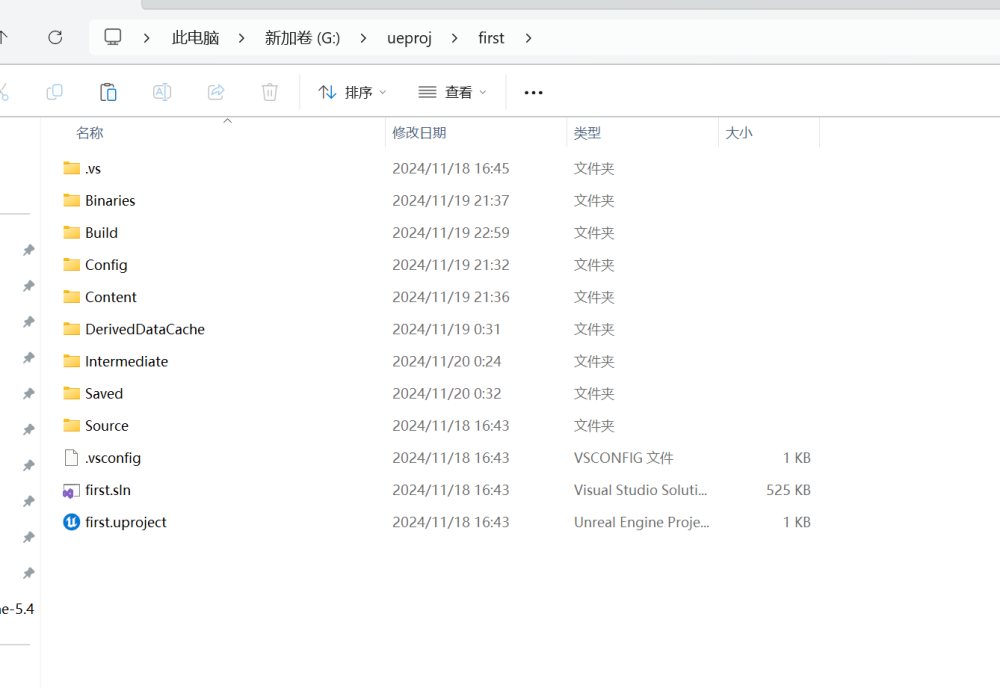 此电脑 > 新加卷 (G:) > ueproj > first >
排序 查看
名称 修改日期 类型 大小
.vs 2024/11/18 16:45 文件夹
Binaries 2024/11/19 21:37 文件夹
Build 2024/11/19 22:59 文件夹
Config 2024/11/19 21:32 文件夹
Content 2024/11/19 21:36 文件夹
DerivedDataCache 2024/11/19 0:31 文件夹
Intermediate 2024/11/20 0:24 文件夹
Saved 2024/11/20 0:32 文件夹
Source 2024/11/18 16:43 文件夹
.vsconfig 2024/11/18 16:43 VSCONFIG 文件 1 KB
first.sln 2024/11/18 16:43 Visual Studio Soluti... 525 KB
first.uproject 2024/11/18 16:43 Unreal Engine Proje... 1 KB
e-5.4